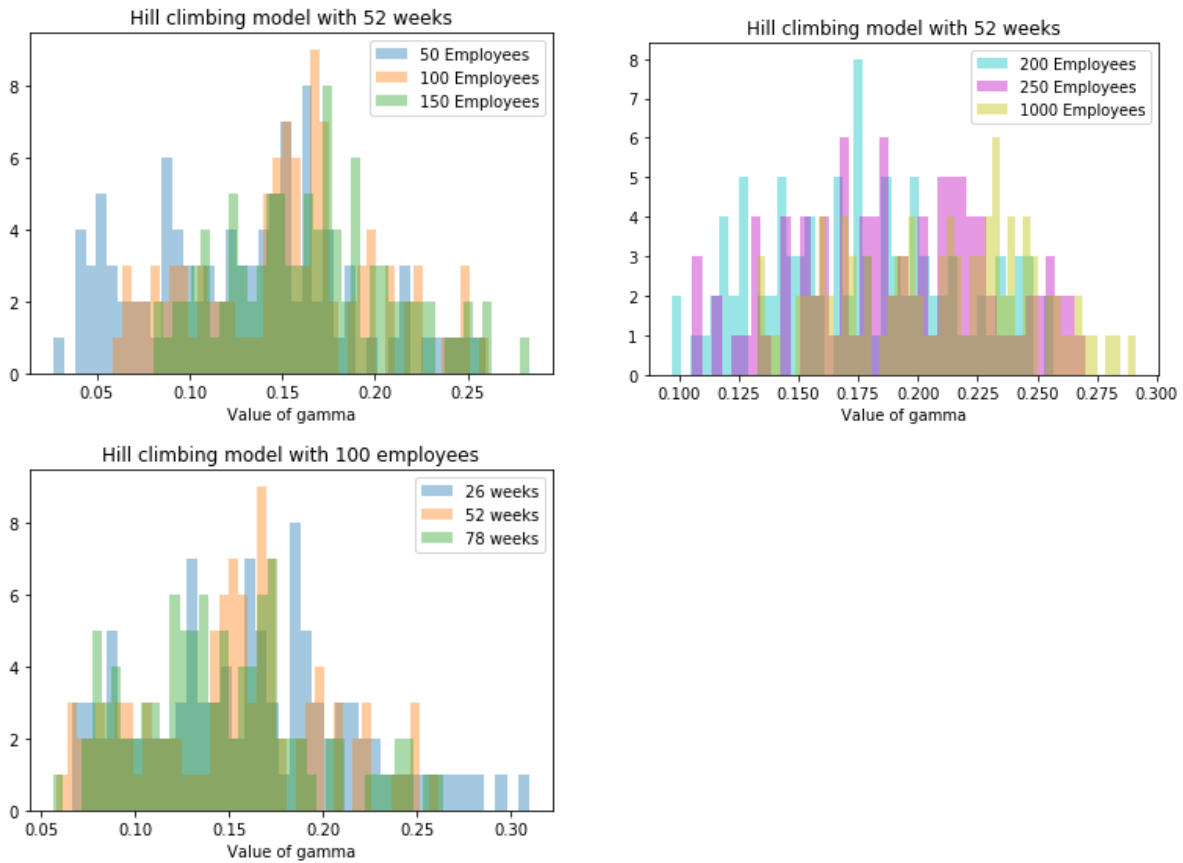 Hill climbing model with 52 weeks
50 Employees
100 Employees
150 Employees
8
6
4
2
0
0.05 0.10 0.15 0.20 0.25
Value of gamma
Hill climbing model with 52 weeks
200 Employees
250 Employees
1000 Employees
8
7
6
5
4
3
2
1
0
0.100 0.125 0.150 0.175 0.200 0.225 0.250 0.275 0.300
Value of gamma
Hill climbing model with 100 employees
26 weeks
52 weeks
78 weeks
8
6
4
2
0
0.05 0.10 0.15 0.20 0.25 0.30
Value of gamma